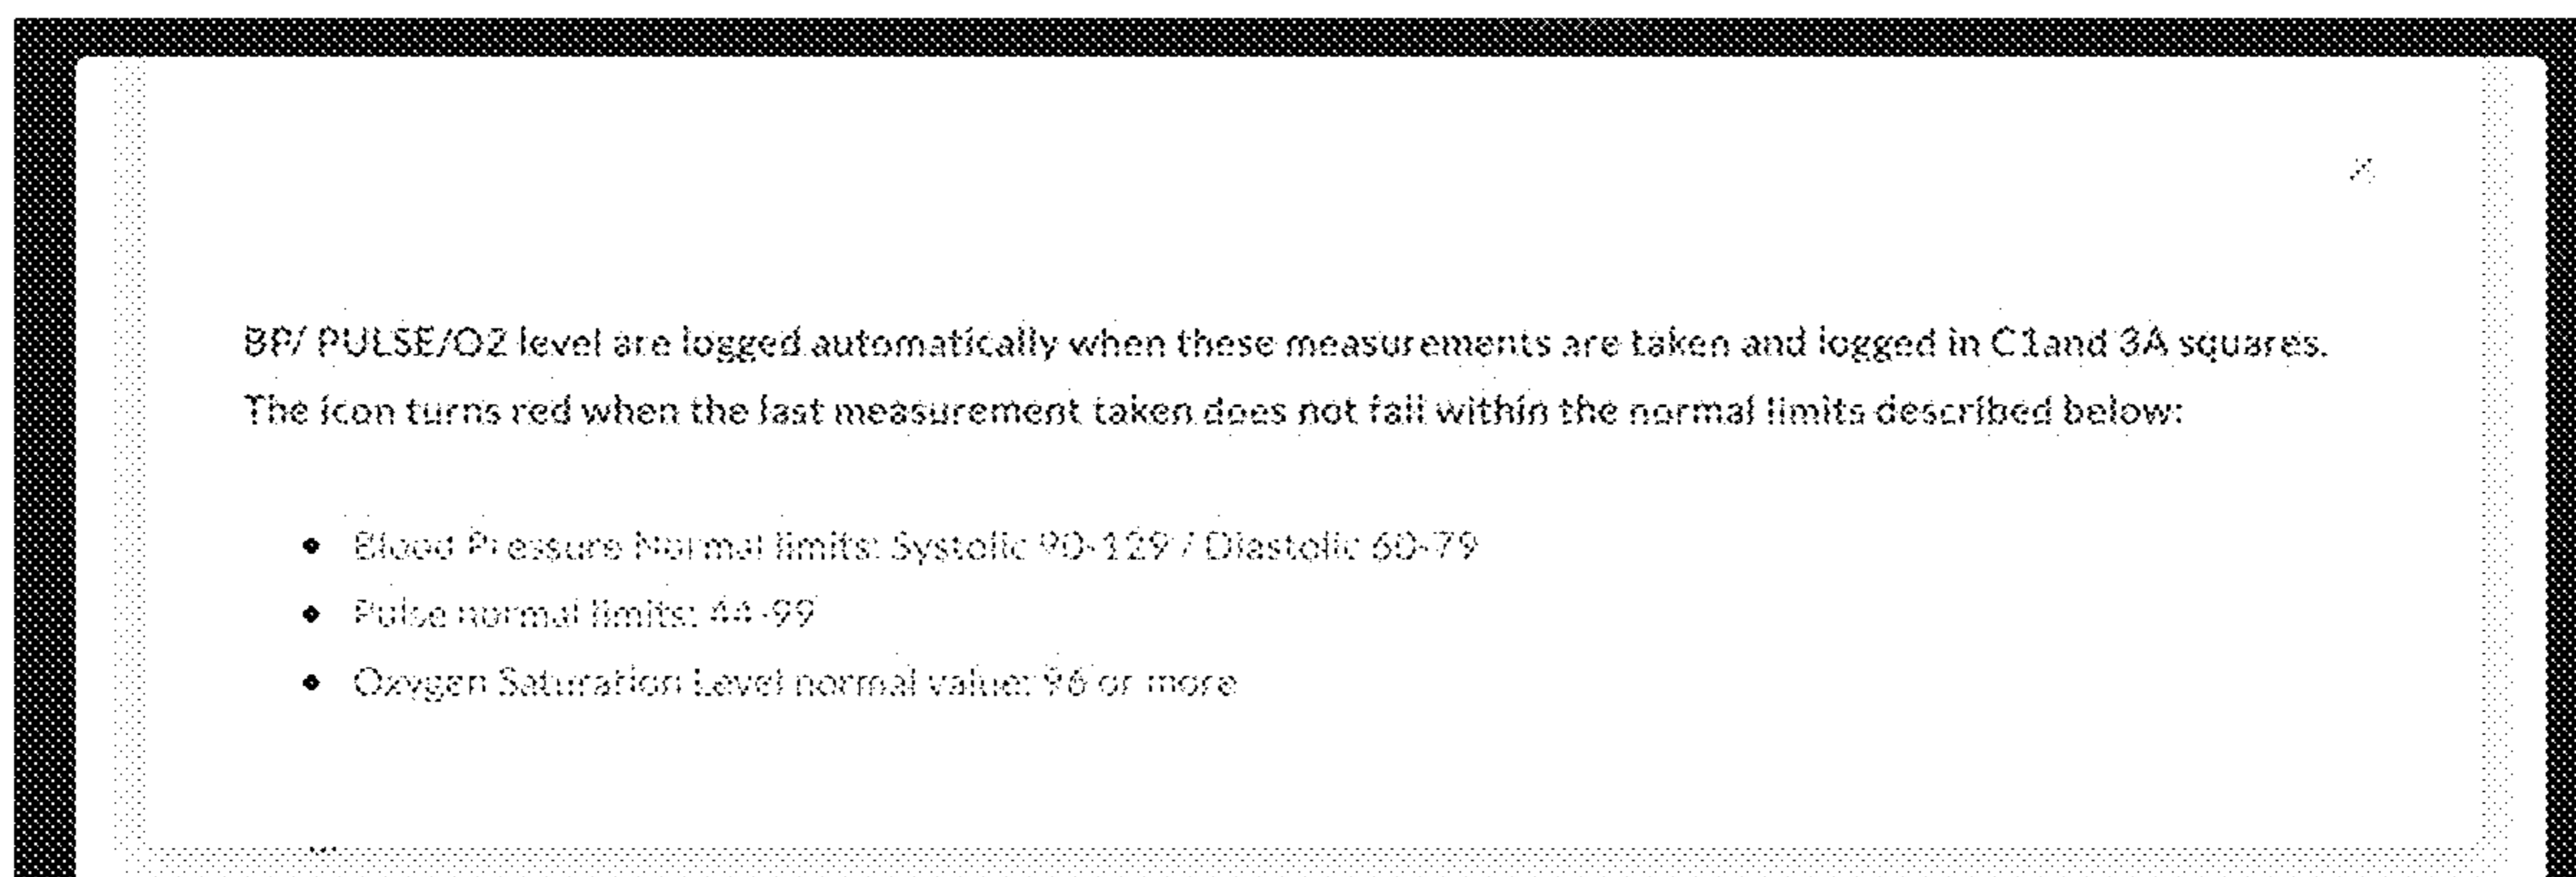 BP/ PULSE/O2 level are logged automatically when these measurements are taken and logged in C1and 3A squares.
The icon turns red when the last measurement taken does not fall within the normal limits described below:
• Blood Pressure Normal limits: Systolic 90-129 / Diastolic 60-79
• Pulse normal limits: 44-99
• Oxygen Saturation Level normal value: 96 or more